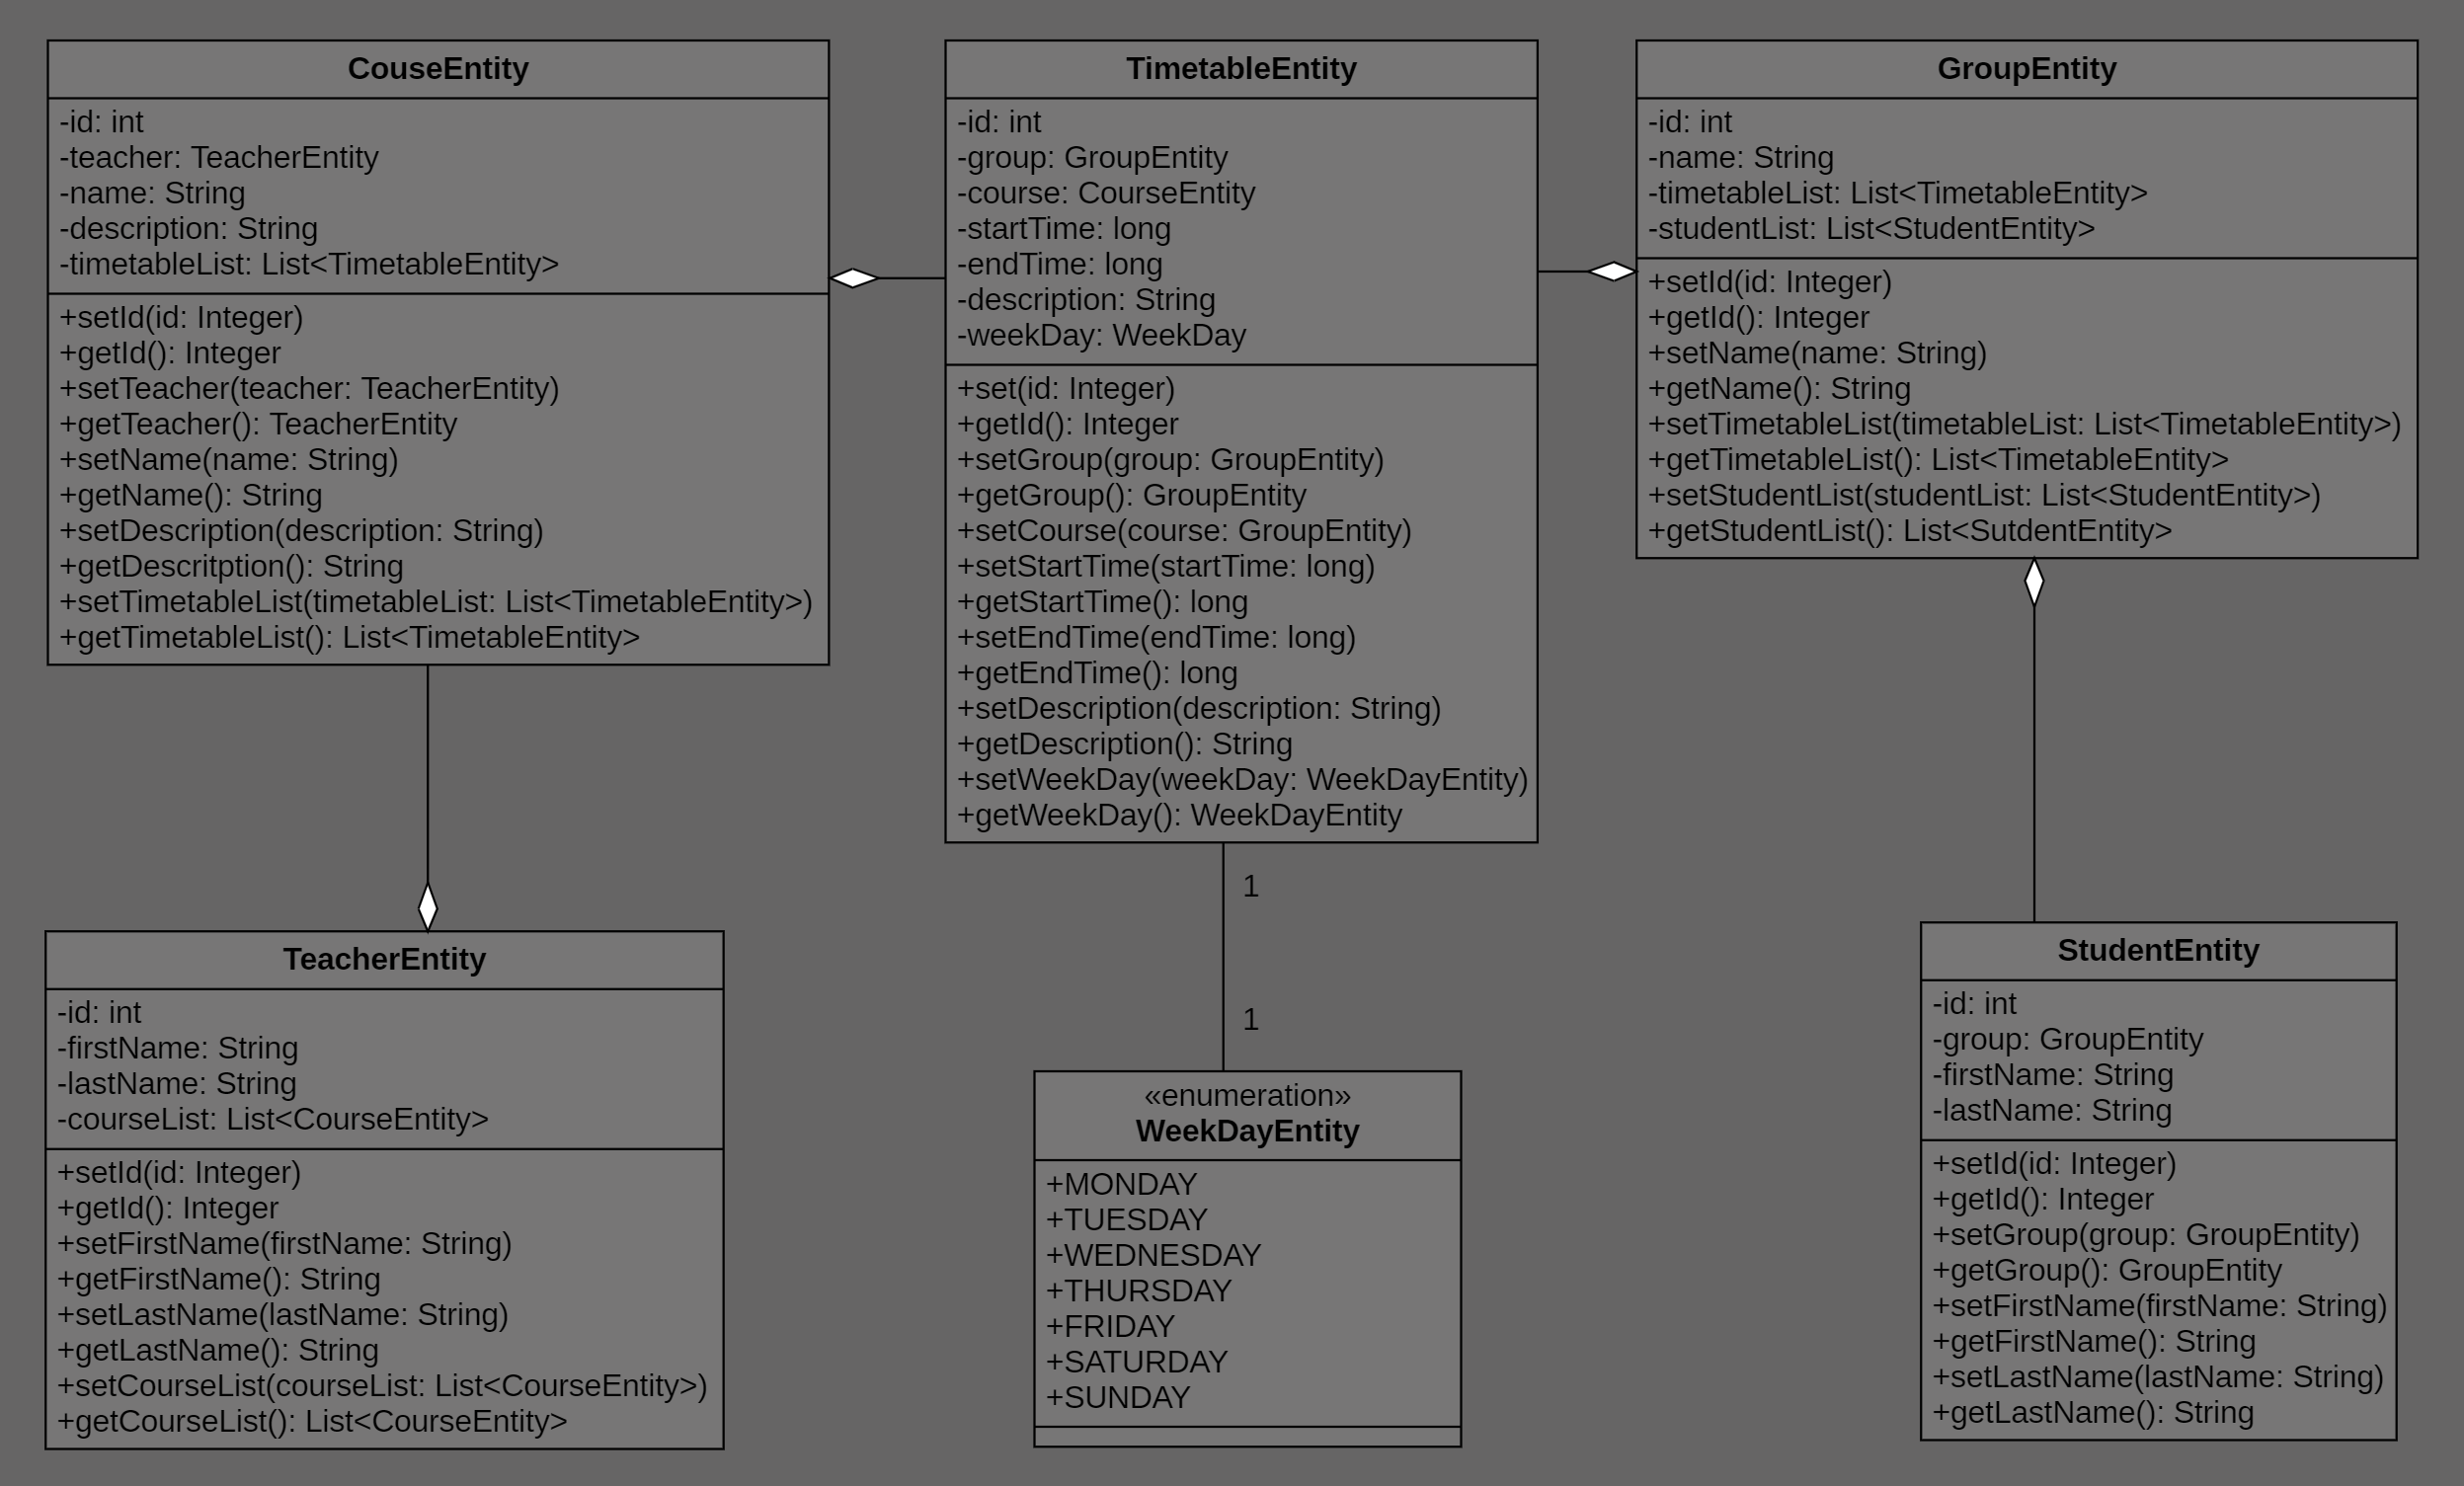 CouseEntity
-id: int
-teacher: TeacherEntity
-name: String
-description: String
-timetableList: List<TimetableEntity>
+setId(id: Integer)
+getId(): Integer
+setTeacher(teacher: TeacherEntity)
+getTeacher(): TeacherEntity
+setName(name: String)
+getName(): String
+setDescription(description: String)
+getDescritption(): String
+setTimetableList(timetableList: List<TimetableEntity>)
+getTimetableList(): List<TimetableEntity>
TimetableEntity
-id: int
-group: GroupEntity
-course: CourseEntity
-startTime: long
-endTime: long
-description: String
-weekDay: WeekDay
+set(id: Integer)
+getId(): Integer
+setGroup(group: GroupEntity)
+getGroup(): GroupEntity
+setCourse(course: GroupEntity)
+setStartTime(startTime: long)
+getStartTime(): long
+setEndTime(endTime: long)
+getEndTime(): long
+setDescription(description: String)
+getDescription(): String
+setWeekDay(weekDay: WeekDayEntity)
+getWeekDay(): WeekDayEntity
GroupEntity
-id: int
-name: String
-timetableList: List<TimetableEntity>
-studentList: List<StudentEntity>
+setId(id: Integer)
+getId(): Integer
+setName(name: String)
+getName(): String
+setTimetableList(timetableList: List<TimetableEntity>)
+getTimetableList(): List<TimetableEntity>
+setStudentList(studentList: List<StudentEntity>)
+getStudentList(): List<SutdentEntity>
1
1
TeacherEntity
-id: int
-firstName: String
-lastName: String
-courseList: List<CourseEntity>
+setId(id: Integer)
+getId(): Integer
+setFirstName(firstName: String)
+getFirstName(): String
+setLastName(lastName: String)
+getLastName(): String
+setCourseList(courseList: List<CourseEntity>)
+getCourseList(): List<CourseEntity>
«enumeration»
WeekDayEntity
+MONDAY
+TUESDAY
+WEDNESDAY
+THURSDAY
+FRIDAY
+SATURDAY
+SUNDAY
StudentEntity
-id: int
-group: GroupEntity
-firstName: String
-lastName: String
+setId(id: Integer)
+getId(): Integer
+setGroup(group: GroupEntity)
+getGroup(): GroupEntity
+setFirstName(firstName: String)
+getFirstName(): String
+setLastName(lastName: String)
+getLastName(): String